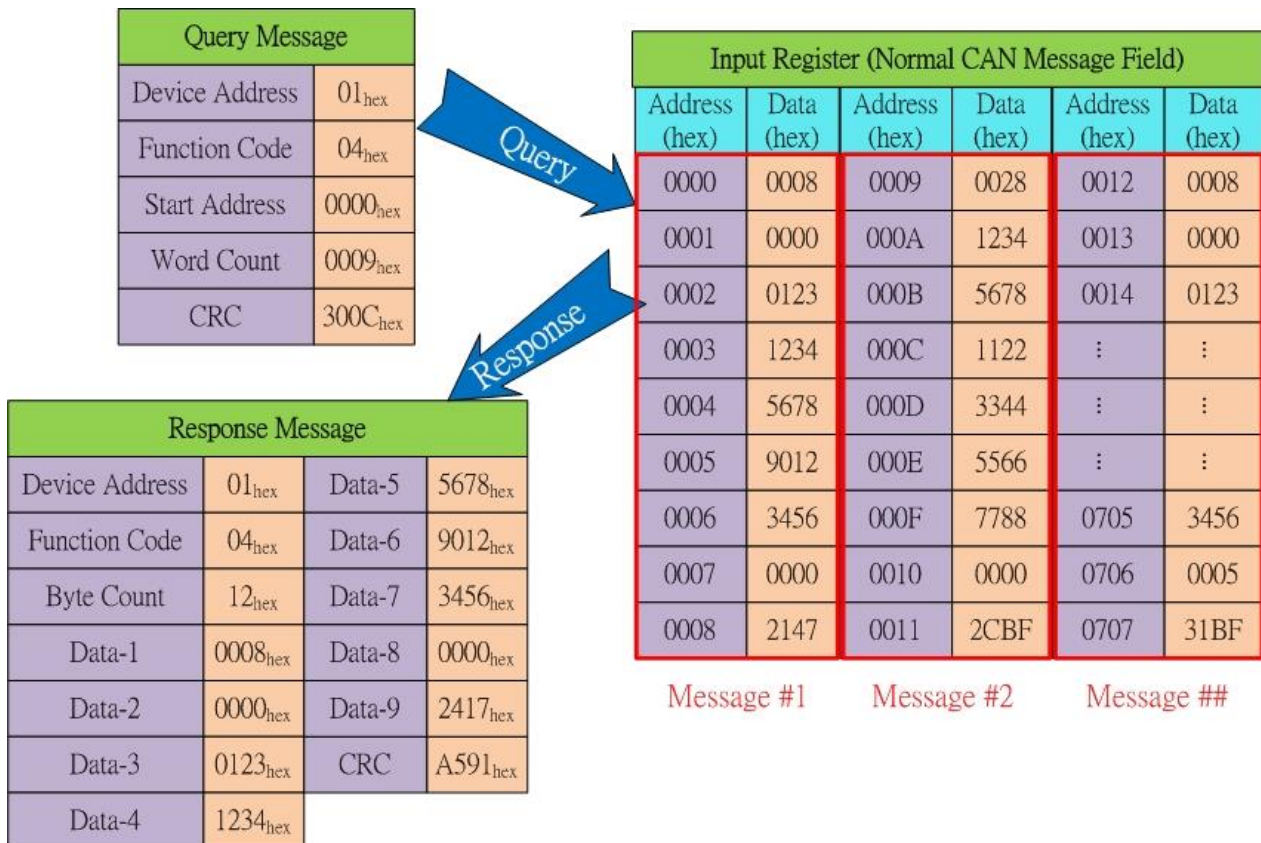 Query Message
Device Address 01hex
Function Code 04hex
Start Address 0000hex
Word Count 0009hex
CRC 300Chex
Query
Response
Input Register (Normal CAN Message Field)
Address (hex) Data (hex) Address (hex) Data (hex) Address (hex) Data (hex)
0000 0008 0009 0028 0012 0008
0001 0000 000A 1234 0013 0000
0002 0123 000B 5678 0014 0123
0003 1234 000C 1122 ⋮ ⋮
0004 5678 000D 3344 ⋮ ⋮
0005 9012 000E 5566 ⋮ ⋮
0006 3456 000F 7788 0705 3456
0007 0000 0010 0000 0706 0005
0008 2147 0011 2CBF 0707 31BF
Message #1 Message #2 Message ##
Response Message
Device Address 01hex Data-5 5678hex
Function Code 04hex Data-6 9012hex
Byte Count 12hex Data-7 3456hex
Data-1 0008hex Data-8 0000hex
Data-2 0000hex Data-9 2417hex
Data-3 0123hex CRC A591hex
Data-4 1234hex